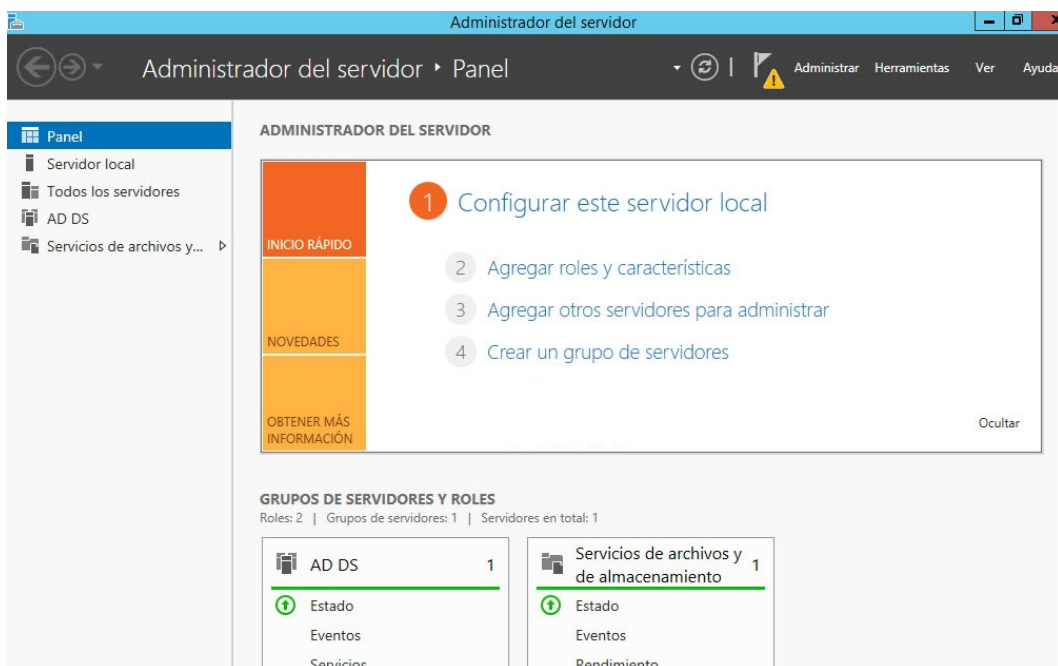 Administrador del servidor
Administrador del servidor ‣ Panel
Administrar Herramientas Ver Ayuda
Panel
Servidor local
Todos los servidores
AD DS
Servicios de archivos y...
ADMINISTRADOR DEL SERVIDOR
INICIO RÁPIDO
NOVEDADES
OBTENER MÁS
INFORMACIÓN
1 Configurar este servidor local
2 Agregar roles y características
3 Agregar otros servidores para administrar
4 Crear un grupo de servidores
Ocultar
GRUPOS DE SERVIDORES Y ROLES
Roles: 2 | Grupos de servidores: 1 | Servidores en total: 1
AD DS 1
Estado
Eventos
Servicios
Servicios de archivos y
de almacenamiento 1
Estado
Eventos
Rendimiento